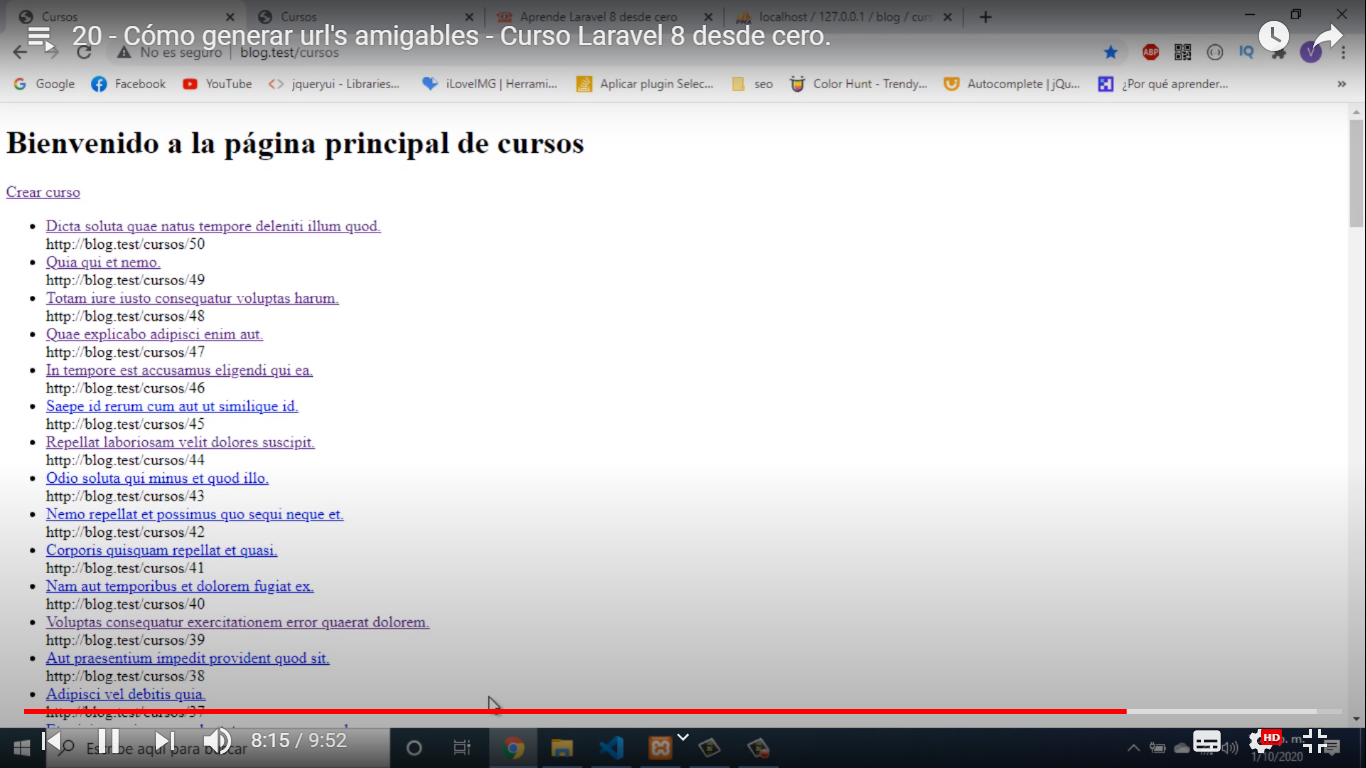 Cursos
Cursos
Aprende Laravel 8 desde cero
localhost / 127.0.0.1 / blog / curs
20 - Cómo generar url's amigables - Curso Laravel 8 desde cero.
No es seguro | blog.test/cursos
ABP
IQ
V
Google
Facebook
YouTube
jqueryui - Libraries...
iLoveIMG | Herrami...
Aplicar plugin Selec...
seo
Color Hunt - Trendy...
Autocomplete | jQu...
¿Por qué aprender...
Bienvenido a la página principal de cursos
Crear curso
Dicta soluta quae natus tempore deleniti illum quod.
http://blog.test/cursos/50
Quia qui et nemo.
http://blog.test/cursos/49
Totam iure iusto consequatur voluptas harum.
http://blog.test/cursos/48
Quae explicabo adipisci enim aut.
http://blog.test/cursos/47
In tempore est accusamus eligendi qui ea.
http://blog.test/cursos/46
Saepe id rerum cum aut ut similique id.
http://blog.test/cursos/45
Repellat laboriosam velit dolores suscipit.
http://blog.test/cursos/44
Odio soluta qui minus et quod illo.
http://blog.test/cursos/43
Nemo repellat et possimus quo sequi neque et.
http://blog.test/cursos/42
Corporis quisquam repellat et quasi.
http://blog.test/cursos/41
Nam aut temporibus et dolorem fugiat ex.
http://blog.test/cursos/40
Voluptas consequatur exercitationem error quaerat dolorem.
http://blog.test/cursos/39
Aut praesentium impedit provident quod sit.
http://blog.test/cursos/38
Adipisci vel debitis quia.
http://blog.test/cursos/37
Escribe aquí para buscar
8:15 / 9:52
HD
1/10/2020